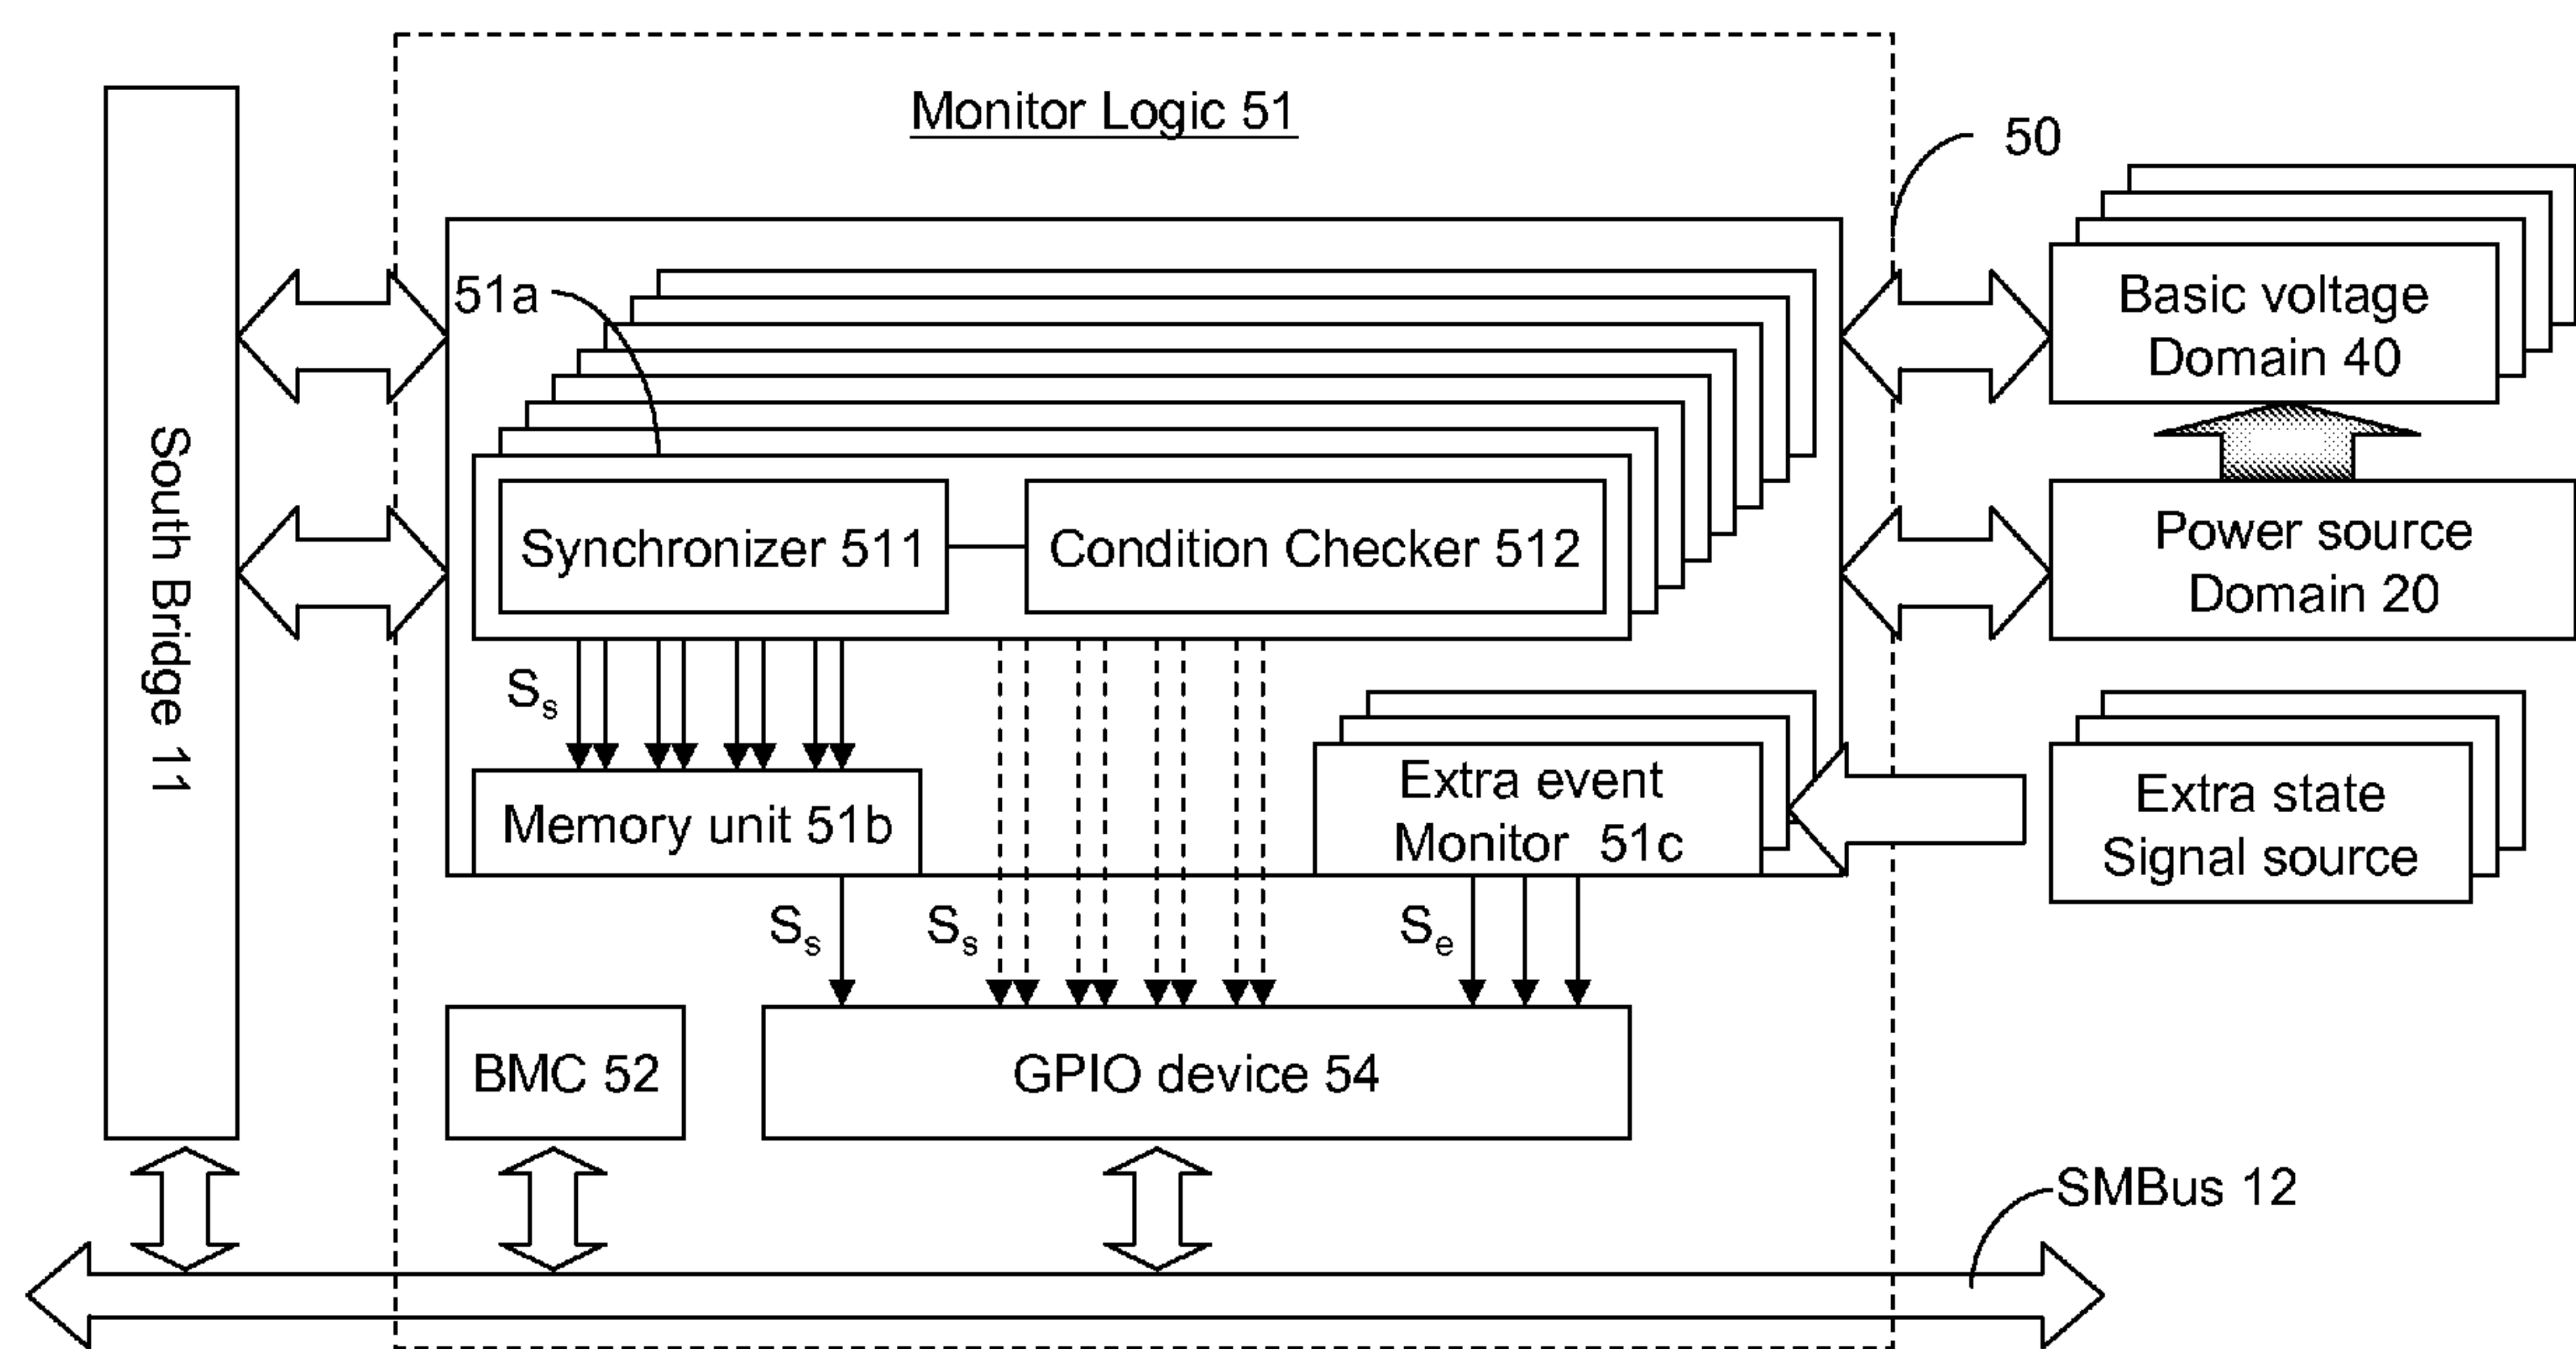 Monitor Logic 51
50
51a
Basic voltage
Domain 40
South Bridge 11
Synchronizer 511
Condition Checker 512
Power source
Domain 20
Ss
Memory unit 51b
Extra event
Monitor 51c
Extra state
Signal source
Ss
Ss
Se
BMC 52
GPIO device 54
SMBus 12